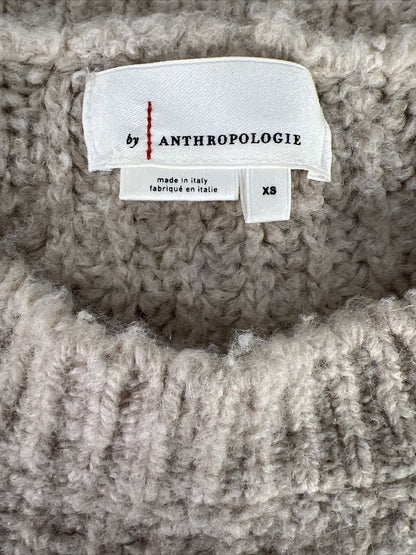 by ANTHROPOLOGIE
made in italy
fabriqué en italie
XS